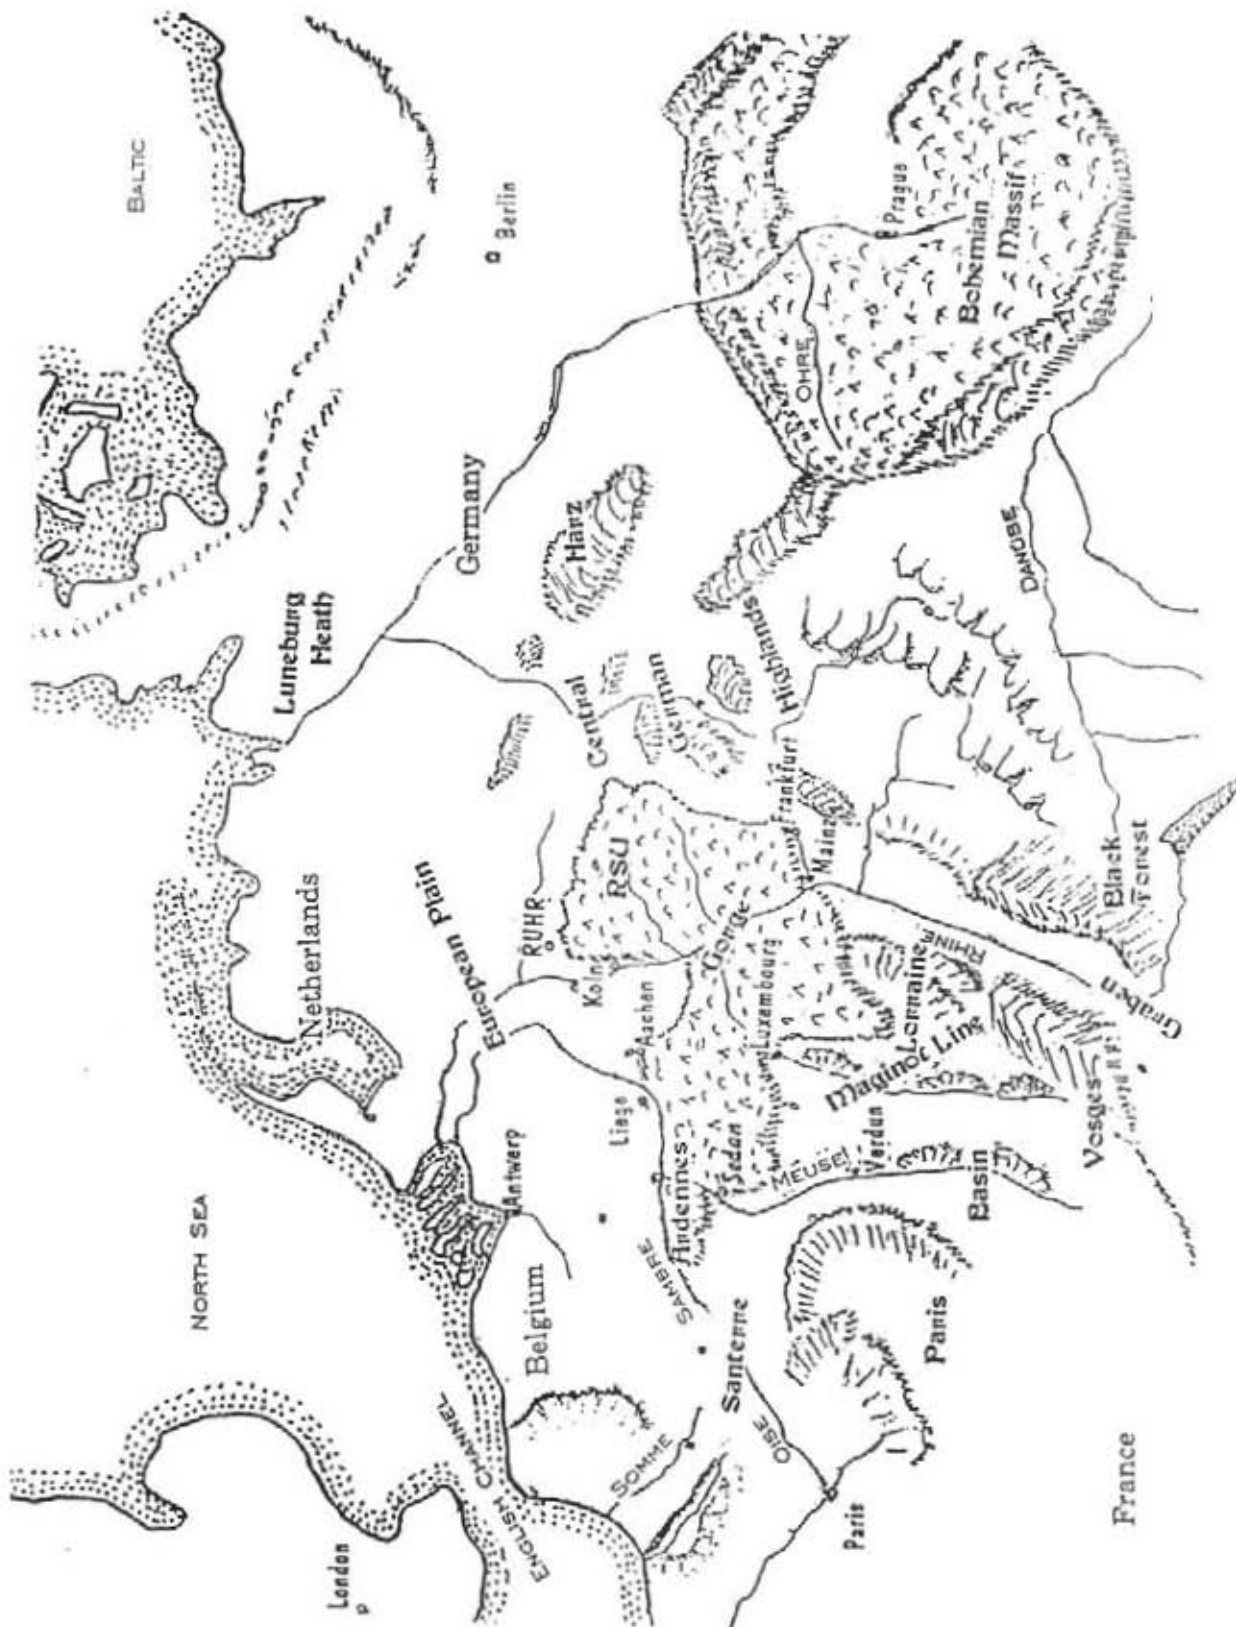 BALTIC
NORTH SEA
Luneburg
Heath
Netherlands
London
European Plain
Germany
ENGLISH CHANNEL
Berlin
Antwerp
Belgium
RUHR
Harz
Koln
Central
German
Highlands
RSU
Liege
Aachen
SOMME
SAMBRE
Ardennes
Gorge
Sedan
Santerre
Luxembourg
Frankfurt
OISE
MEUSE
OHRE
Mainz
Paris
Verdun
Maginot Line
Lorraine
Prague
Paris
Basin
RHINE
Bohemian
Massif
DANUBE
Vosges
Graben
Black
Forest
France